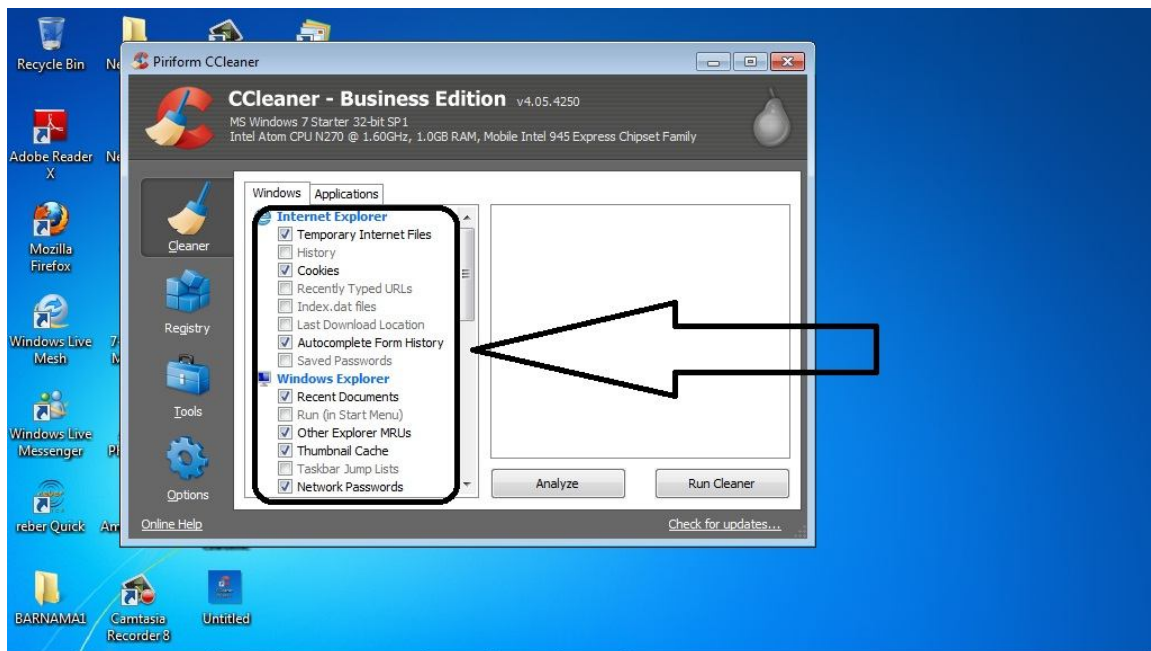 Recycle Bin
Ne
Adobe Reader
X
Ne
Mozilla
Firefox
Windows Live
Mesh
7-
M
Windows Live
Messenger
reber Quick
Am
BARNAMA1
Camtasia
Recorder 8
Untitled
Piriform CCleaner
CCleaner - Business Edition v4.05.4250
MS Windows 7 Starter 32-bit SP1
Intel Atom CPU N270 @ 1.60GHz, 1.0GB RAM, Mobile Intel 945 Express Chipset Family
Cleaner
Registry
Tools
Options
Windows
Applications
Internet Explorer
Temporary Internet Files
History
Cookies
Recently Typed URLs
Index.dat files
Last Download Location
Autocomplete Form History
Saved Passwords
Windows Explorer
Recent Documents
Run (in Start Menu)
Other Explorer MRUs
Thumbnail Cache
Taskbar Jump Lists
Network Passwords
Analyze
Run Cleaner
Online Help
Check for updates...